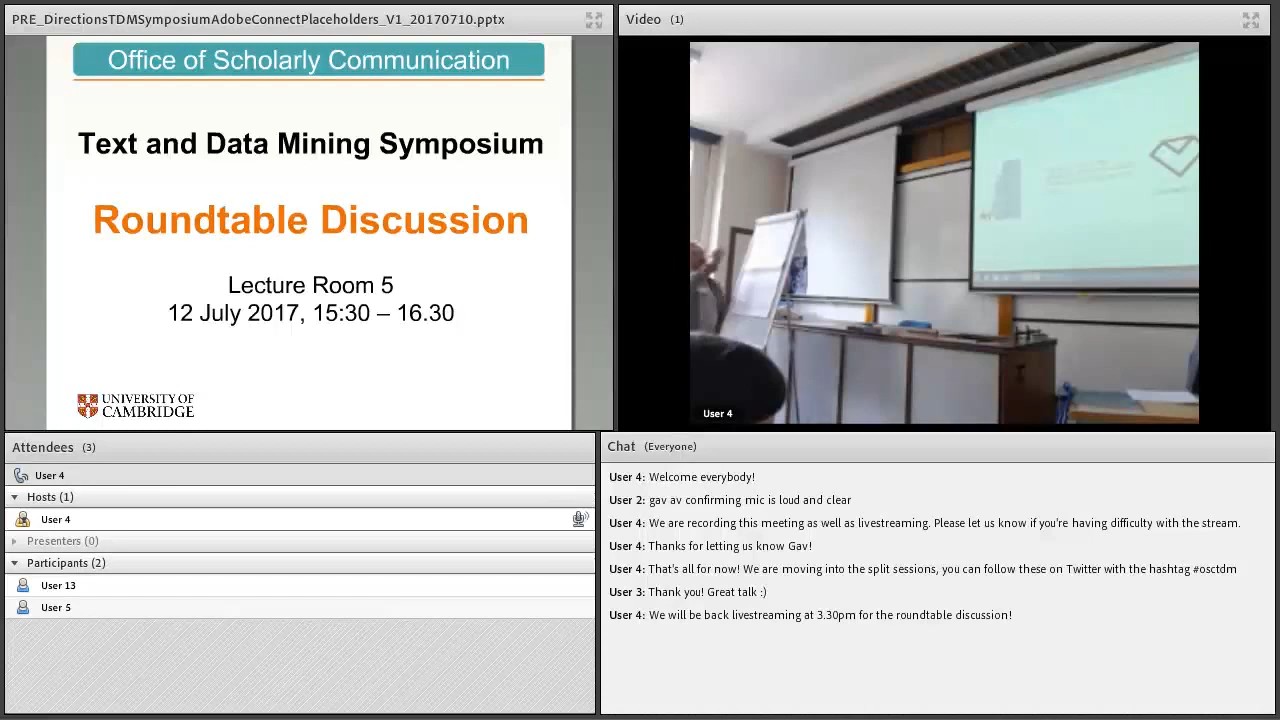 PRE_DirectionsTDMSymposiumAdobeConnectPlaceholders_V1_20170710.pptx
Office of Scholarly Communication
Text and Data Mining Symposium
Roundtable Discussion
Lecture Room 5
12 July 2017, 15:30 – 16.30
UNIVERSITY OF
CAMBRIDGE
Video (1)
User 4
Attendees (3)
User 4
Hosts (1)
User 4
Presenters (0)
Participants (2)
User 13
User 5
Chat (Everyone)
User 4: Welcome everybody!
User 2: gav av confirming mic is loud and clear
User 4: We are recording this meeting as well as livestreaming. Please let us know if you're having difficulty with the stream.
User 4: Thanks for letting us know Gav!
User 4: That's all for now! We are moving into the split sessions, you can follow these on Twitter with the hashtag #osctdm
User 3: Thank you! Great talk :)
User 4: We will be back livestreaming at 3.30pm for the roundtable discussion!